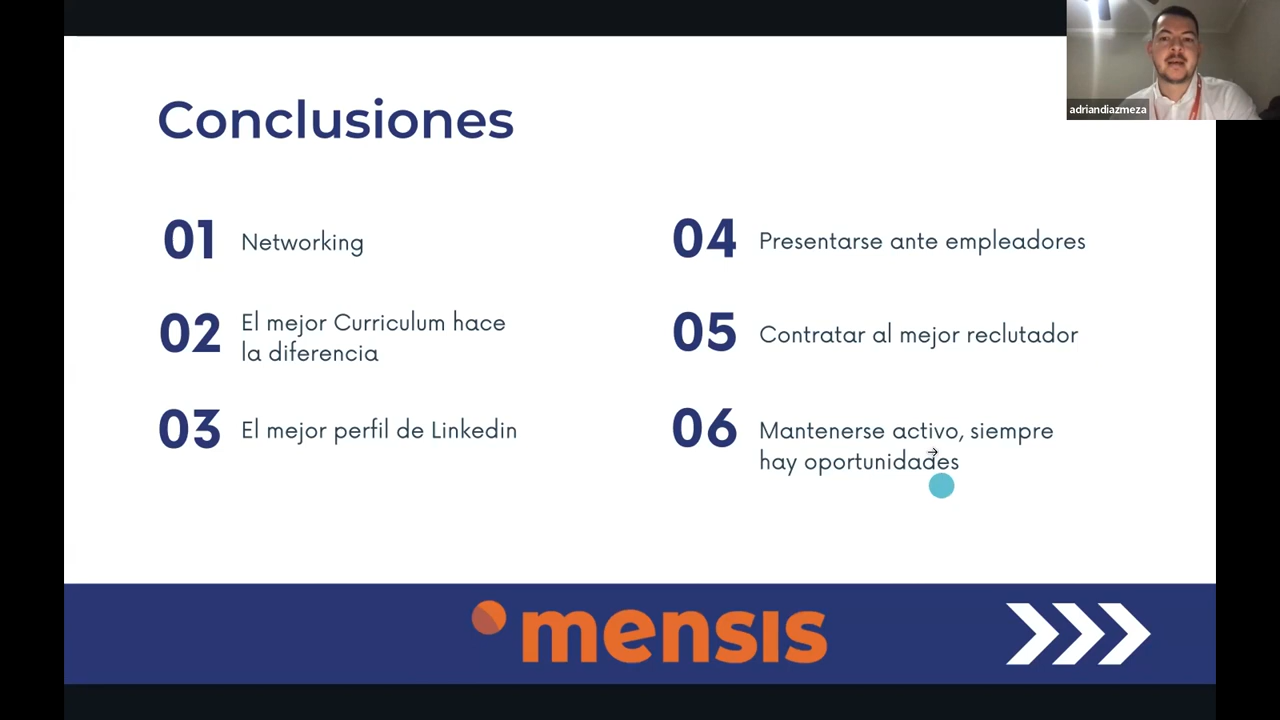 adriandiazmeza
Conclusiones
01 Networking
02 El mejor Curriculum hace
la diferencia
03 El mejor perfil de Linkedin
04 Presentarse ante empleadores
05 Contratar al mejor reclutador
06 Mantenerse activo, siempre
hay oportunidades
mensis